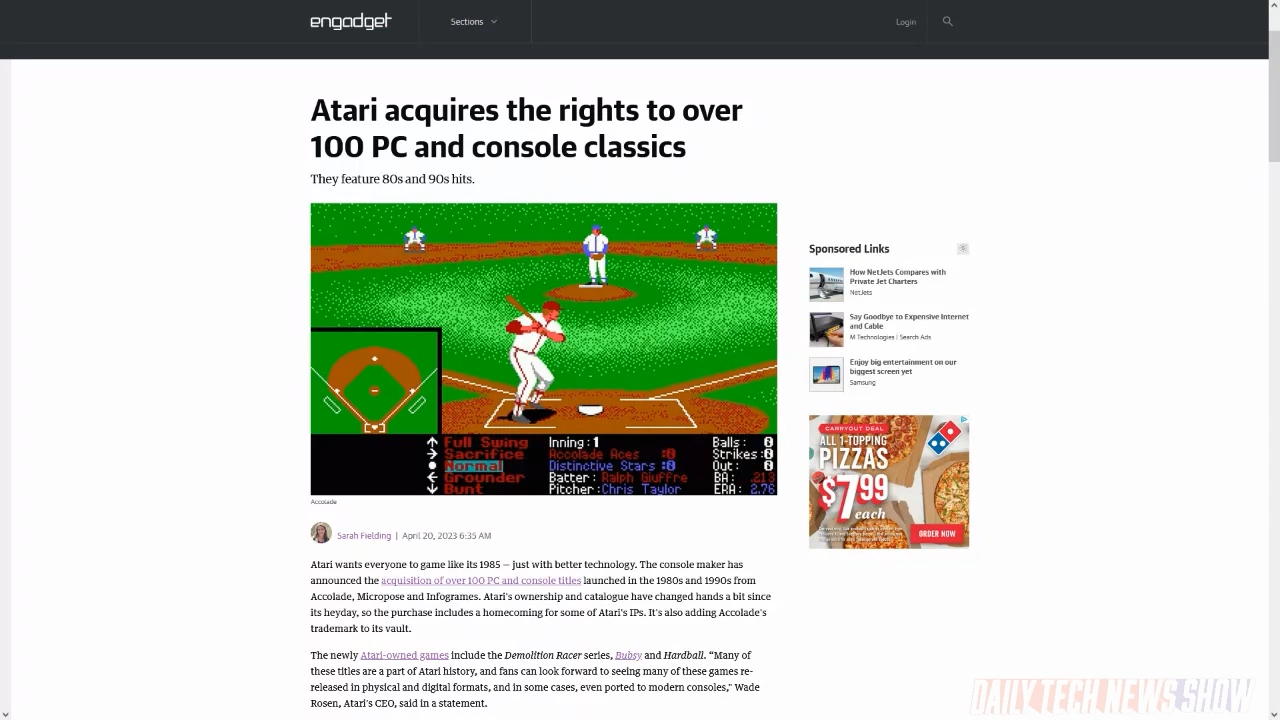 engadget
Sections
Login
Atari acquires the rights to over
100 PC and console classics
They feature 80s and 90s hits.
Full Swing
Sacrifice
Normal
Grounder
Bunt
Inning:1
Accolade Aces :0
Distinctive Stars :0
Batter: Ralph Giuffre
Pitcher:Chris Taylor
Balls: 0
Strikes:0
Out: 0
BA: .213
ERA: 2.76
Accolade
Sarah Fielding | April 20, 2023 6:35 AM
Atari wants everyone to game like its 1985 — just with better technology. The console maker has
announced the acquisition of over 100 PC and console titles launched in the 1980s and 1990s from
Accolade, Micropose and Infogrames. Atari's ownership and catalogue have changed hands a bit since
its heyday, so the purchase includes a homecoming for some of Atari's IPs. It's also adding Accolade's
trademark to its vault.
The newly Atari-owned games include the Demolition Racer series, Bubsy and Hardball. “Many of
these titles are a part of Atari history, and fans can look forward to seeing many of these games re-
released in physical and digital formats, and in some cases, even ported to modern consoles,” Wade
Rosen, Atari's CEO, said in a statement.
Sponsored Links
How NetJets Compares with
Private Jet Charters
NetJets
Say Goodbye to Expensive Internet
and Cable
M Technologies | Search Ads
Enjoy big entertainment on our
biggest screen yet
Samsung
CARRYOUT DEAL
ALL 1-TOPPING
PIZZAS
$7.99
each
ORDER NOW
DAILY TECH NEWS SHOW